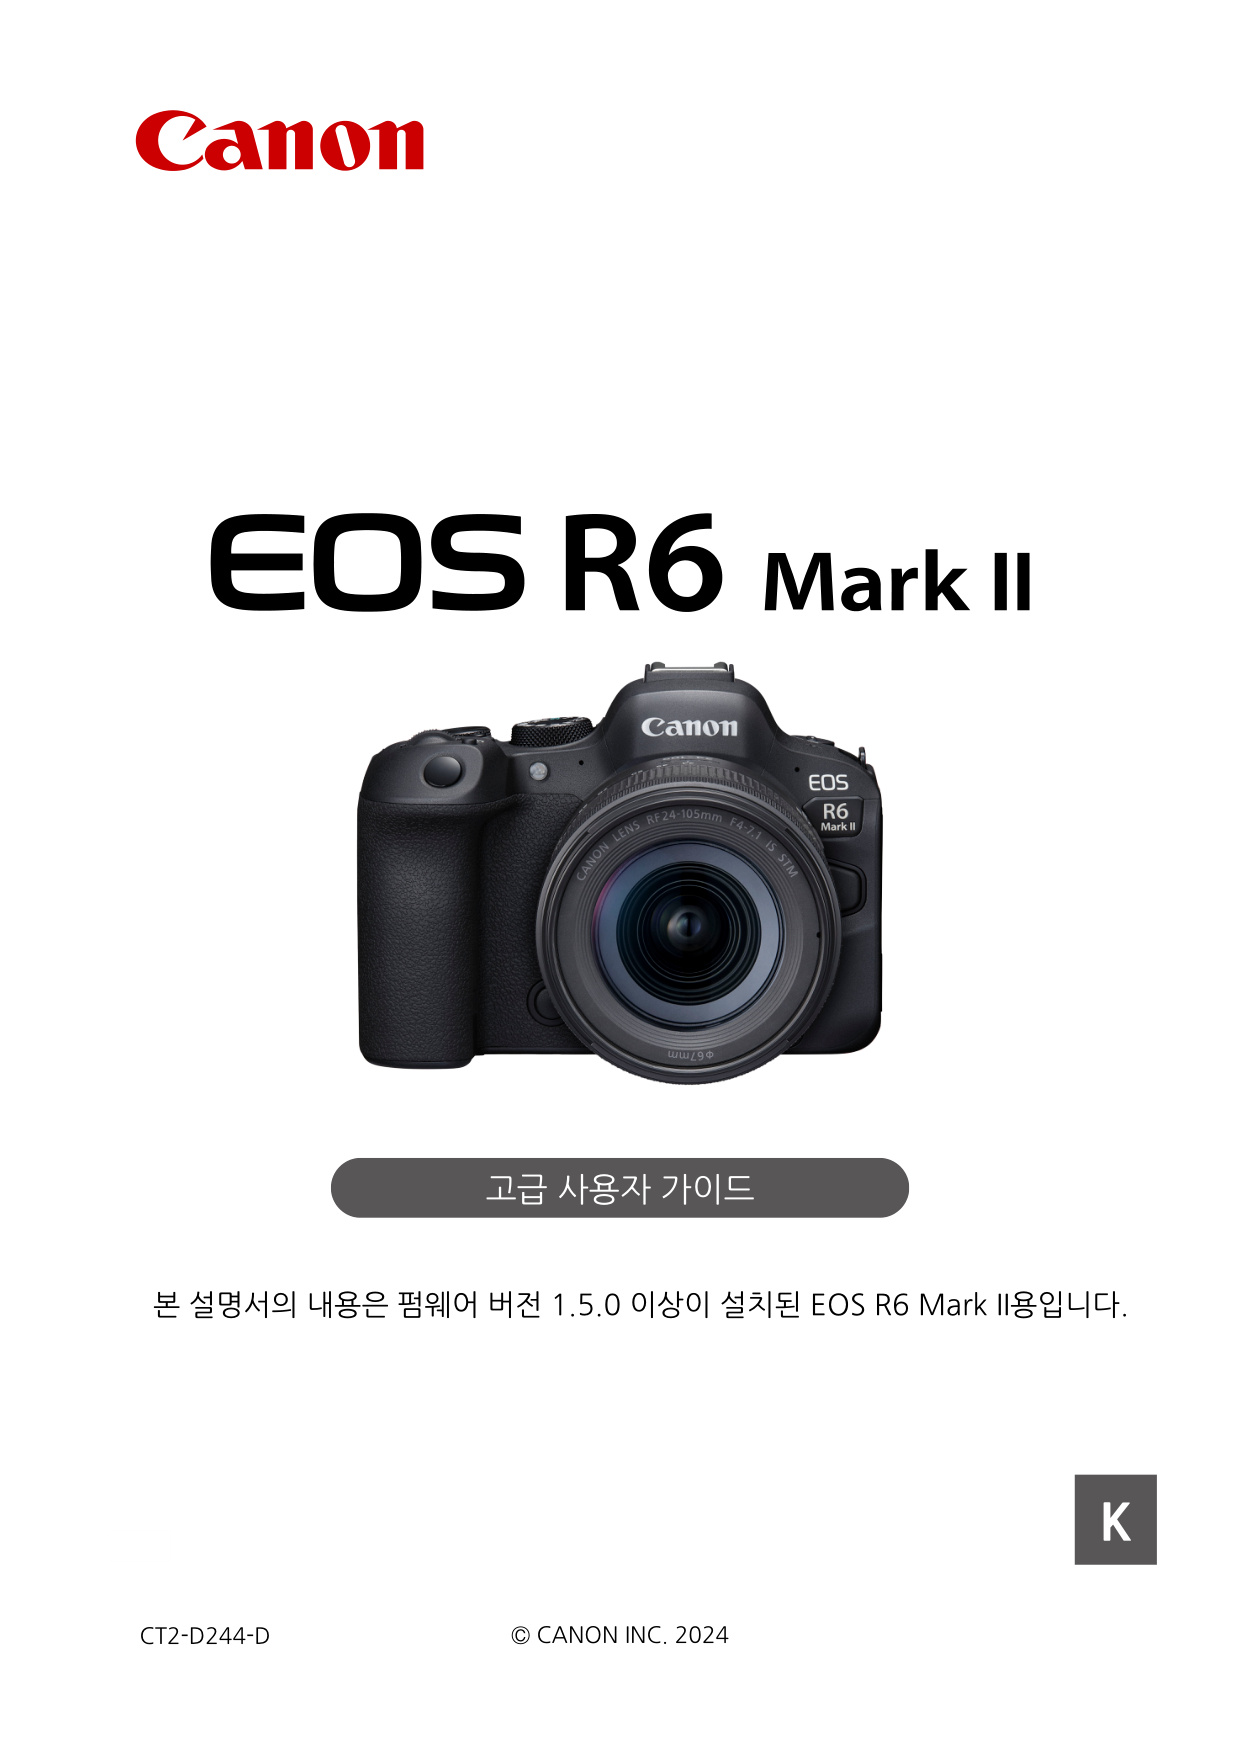 Canon
EOS R6 Mark II
Canon
EOS
R6
Mark II
CANON LENS RF24-105mm F4-7.1 IS STM
Φ67mm
고급 사용자 가이드
본 설명서의 내용은 펌웨어 버전 1.5.0 이상이 설치된 EOS R6 Mark II용입니다.
K
CT2-D244-D
© CANON INC. 2024